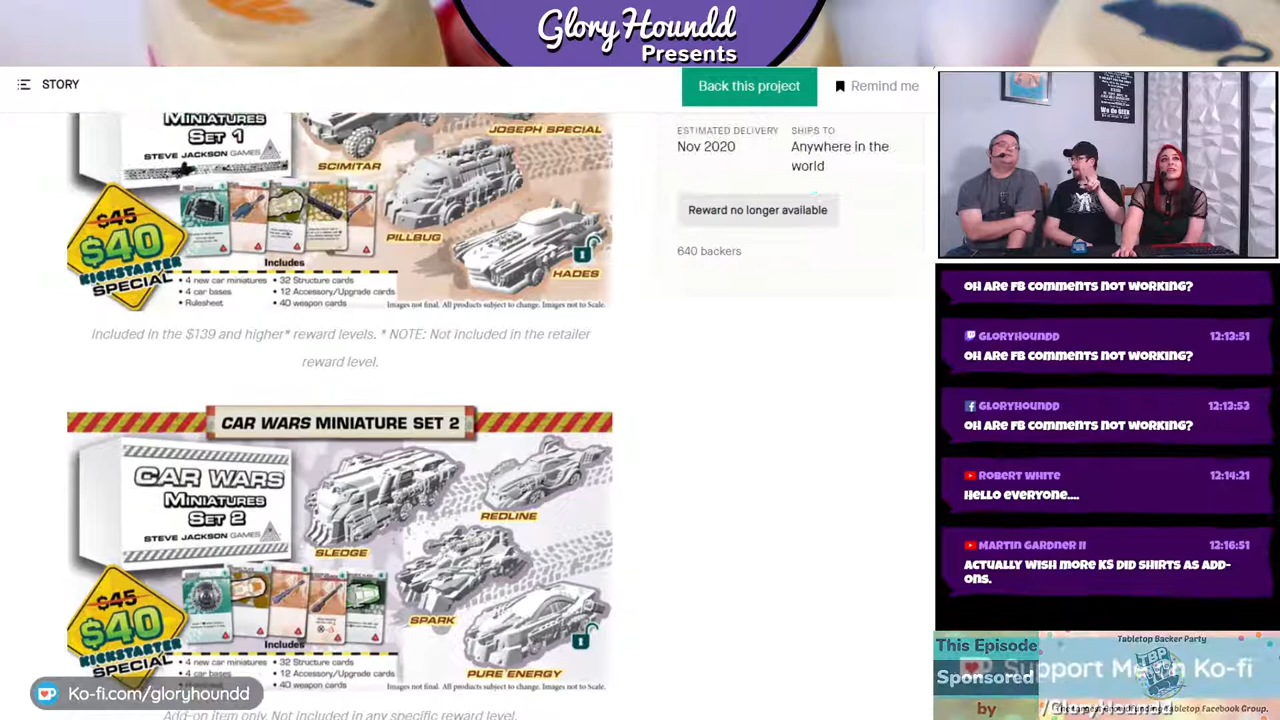 GloryHoundd
Presents
STORY
Back this project
Remind me
MINIATURES
SET 1
STEVE JACKSON GAMES
SCIMITAR
JOSEPH SPECIAL
PILLBUG
HADES
$45
$40
KICKSTARTER
SPECIAL
Includes
• 4 new car miniatures
• 4 car bases
• Rulesheet
• 32 Structure cards
• 12 Accessory/Upgrade cards
• 40 weapon cards
Images not final. All products subject to change. Images not to Scale.
Included in the $139 and higher* reward levels. * NOTE: Not included in the retailer
reward level.
ESTIMATED DELIVERY
Nov 2020
SHIPS TO
Anywhere in the
world
Reward no longer available
640 backers
CAR WARS MINIATURE SET 2
CAR WARS
MINIATURES
SET 2
STEVE JACKSON GAMES
SLEDGE
REDLINE
SPARK
PURE ENERGY
$45
$40
KICKSTARTER
SPECIAL
Includes
• 4 new car miniatures
• 4 car bases
• 32 Structure cards
• 12 Accessory/Upgrade cards
• 40 weapon cards
Images not final. All products subject to change. Images not to Scale.
Add-on item only. Not included in any specific reward level.
Ko-fi.com/gloryhoundd
OH ARE FB COMMENTS NOT WORKING?
GLORYHOUNDD 12:13:51
OH ARE FB COMMENTS NOT WORKING?
GLORYHOUNDD 12:13:53
OH ARE FB COMMENTS NOT WORKING?
ROBERT WHITE 12:14:21
HELLO EVERYONE....
MARTIN GARDNER II 12:16:51
ACTUALLY WISH MORE KS DID SHIRTS AS ADD-
ONS.
This Episode
Sponsored
by
Tabletop Backer Party
Support Me
/GloryHoundd